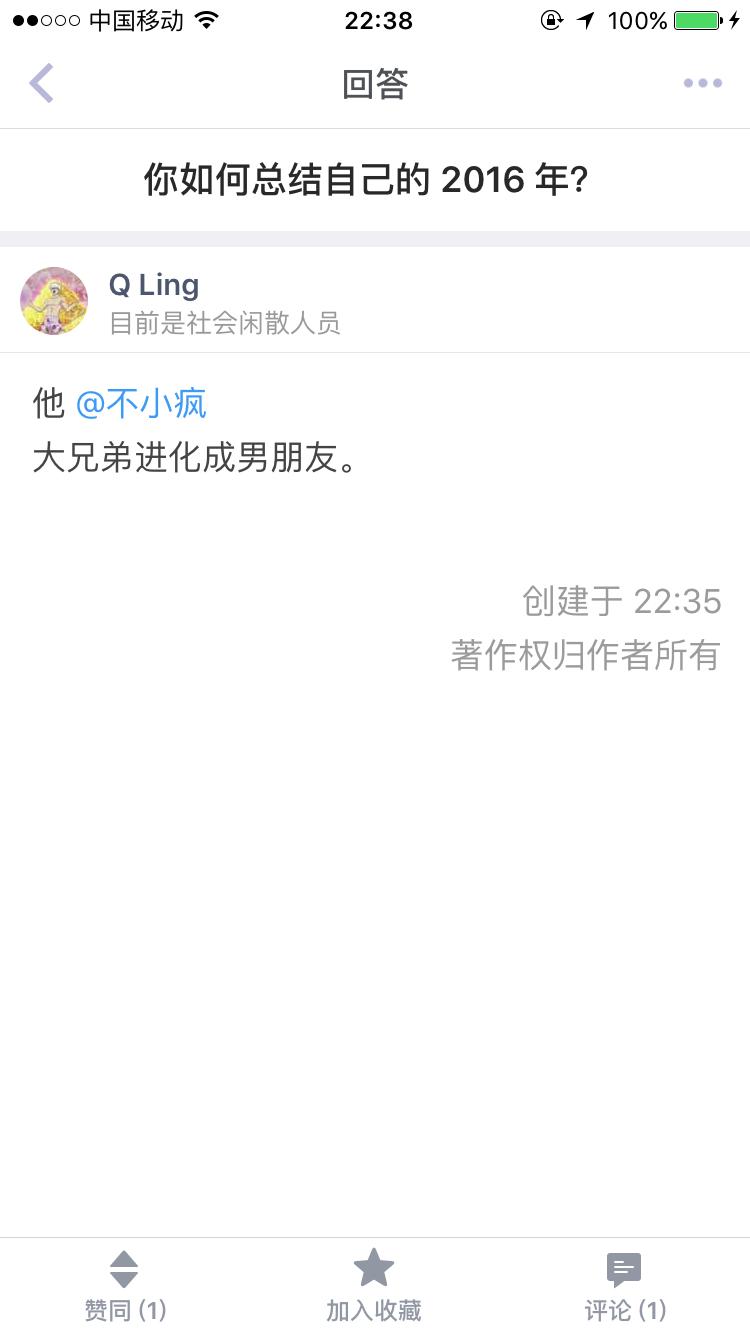 中国移动 22:38 100%
回答
你如何总结自己的 2016 年?
Q Ling
目前是社会闲散人员
他 @不小疯
大兄弟进化成男朋友。
创建于 22:35
著作权归作者所有
赞同 (1) 加入收藏 评论 (1)